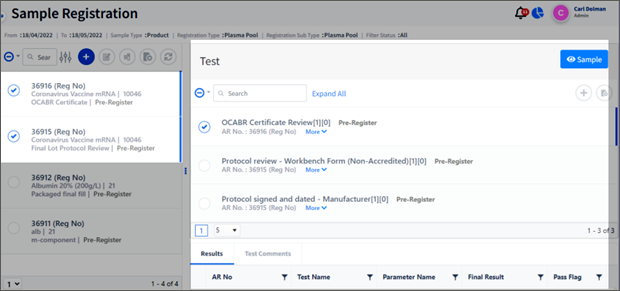 Sample Registration
Carl Dolman
Admin
From :18/04/2022 | To :18/05/2022 | Sample Type :Product | Registration Type :Plasma Pool | Registration Sub Type :Plasma Pool | Filter Status :All
Sear
36916 (Reg No)
Coronavirus Vaccine mRNA | 10046
OCABR Certificate | Pre-Register
36915 (Reg No)
Coronavirus Vaccine mRNA | 10046
Final Lot Protocol Review | Pre-Register
36912 (Reg No)
Albumin 20% (200g/L) | 21
Packaged final fill | Pre-Register
36911 (Reg No)
alb | 21
m-component | Pre-Register
1
1 - 4 of 4
Test
Sample
Search
Expand All
OCABR Certificate Review[1][0] Pre-Register
AR No. : 36916 (Reg No) More
Protocol review - Workbench Form (Non-Accredited)[1][0] Pre-Register
AR No. : 36915 (Reg No) More
Protocol signed and dated - Manufacturer[1][0] Pre-Register
AR No. : 36915 (Reg No) More
1 5
1 - 3 of 3
Results Test Comments
AR No Test Name Parameter Name Final Result Pass Flag